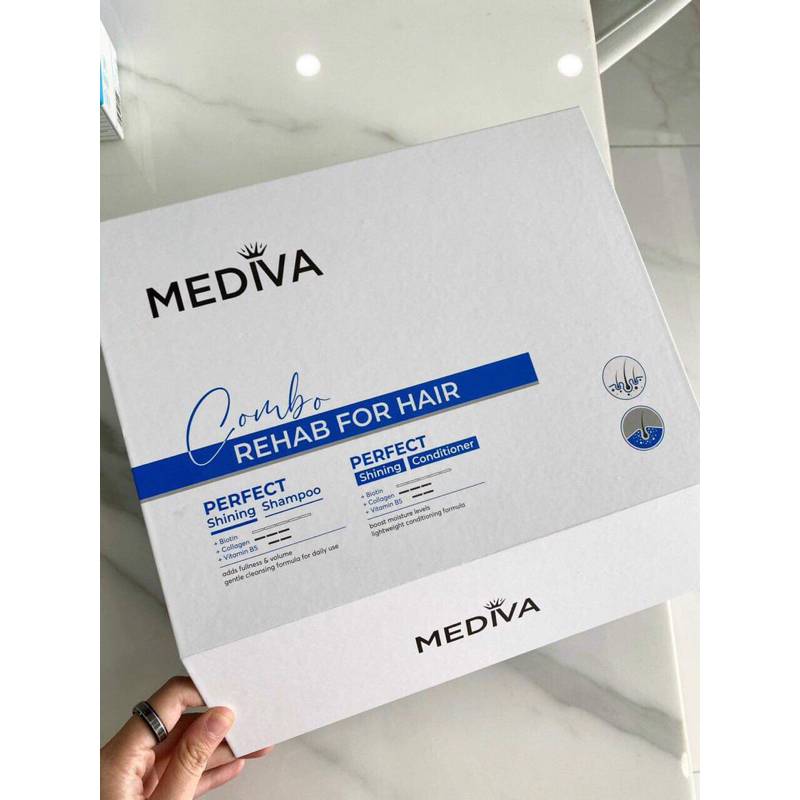 MEDIVA
Combo
REHAB FOR HAIR
PERFECT
Shining Shampoo
+ Biotin
+ Collagen
+ Vitamin B5
adds fullness & volume
gentle cleansing formula for daily use
PERFECT
Shining Conditioner
+ Biotin
+ Collagen
+ Vitamin B5
boost moisture levels
lightweight conditioning formula
MEDIVA